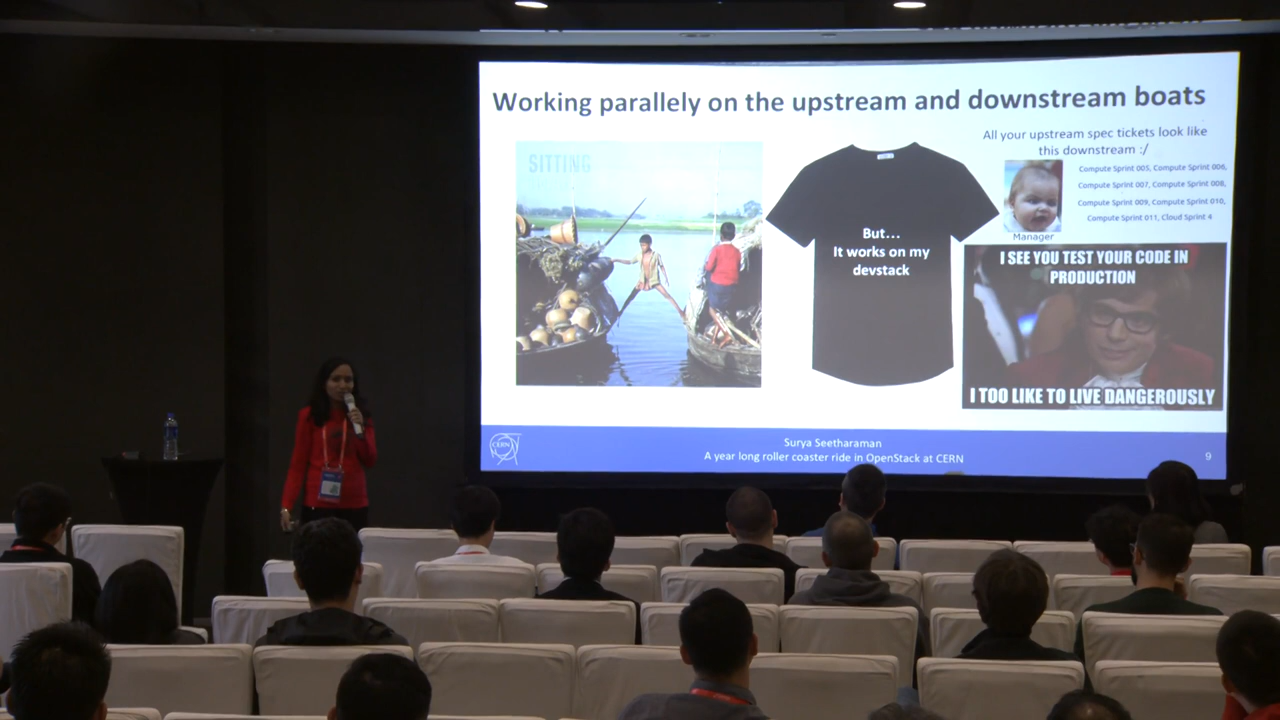 Working parallely on the upstream and downstream boats
SITTING
But...
It works on my
devstack
All your upstream spec tickets look like
this downstream :/
Manager
Compute Sprint 005, Compute Sprint 006,
Compute Sprint 007, Compute Sprint 008,
Compute Sprint 009, Compute Sprint 010,
Compute Sprint 011, Cloud Sprint 4
I SEE YOU TEST YOUR CODE IN
PRODUCTION
I TOO LIKE TO LIVE DANGEROUSLY
CERN
Surya Seetharaman
A year long roller coaster ride in OpenStack at CERN
9